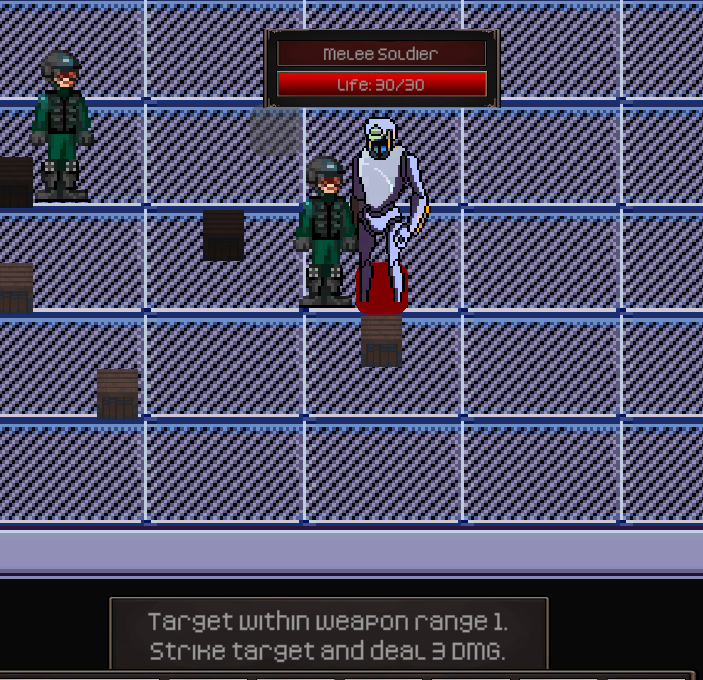 Melee Soldier
Life: 30/30
Target within weapon range 1.
Strike target and deal 3 DMG.